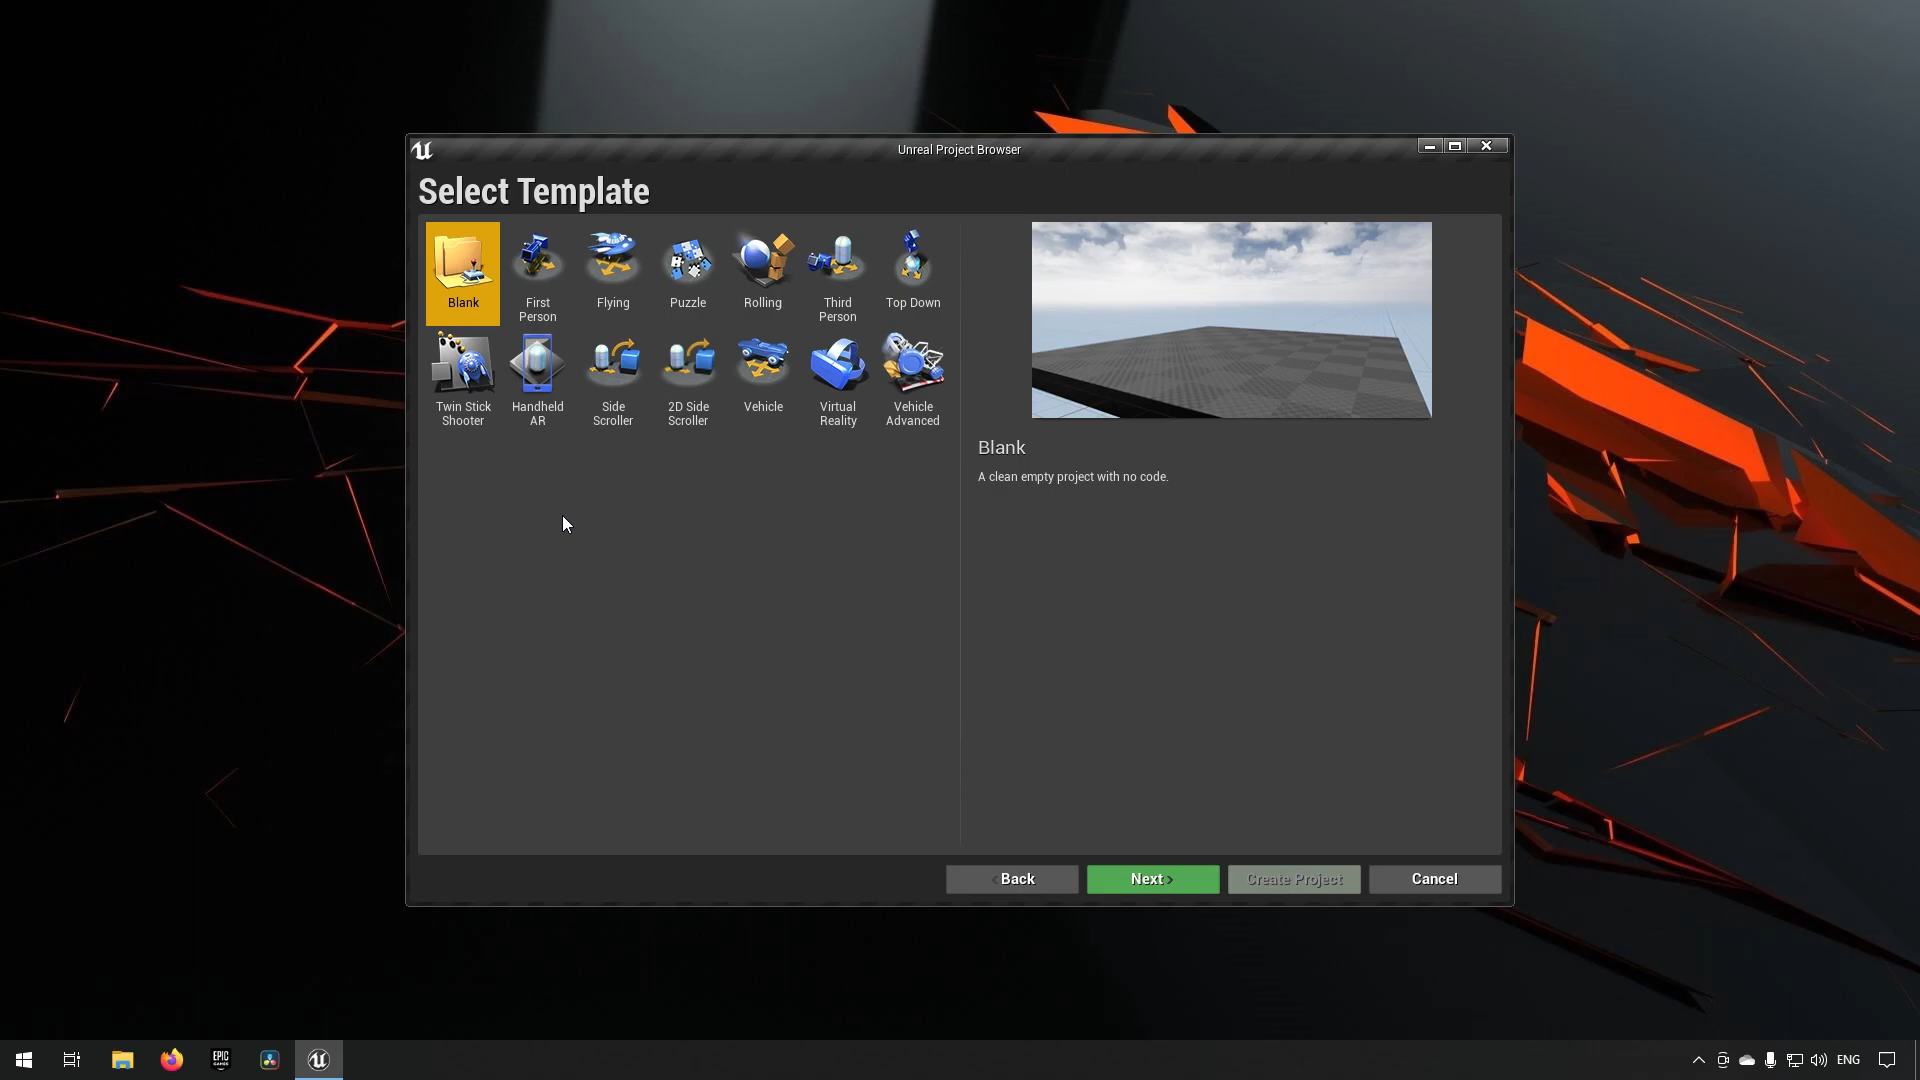 Unreal Project Browser
Select Template
Blank
First
Person
Flying
Puzzle
Rolling
Third
Person
Top Down
Twin Stick
Shooter
Handheld
AR
Side
Scroller
2D Side
Scroller
Vehicle
Virtual
Reality
Vehicle
Advanced
Blank
A clean empty project with no code.
< Back
Next >
Create Project
Cancel
EPIC
GAMES
ENG